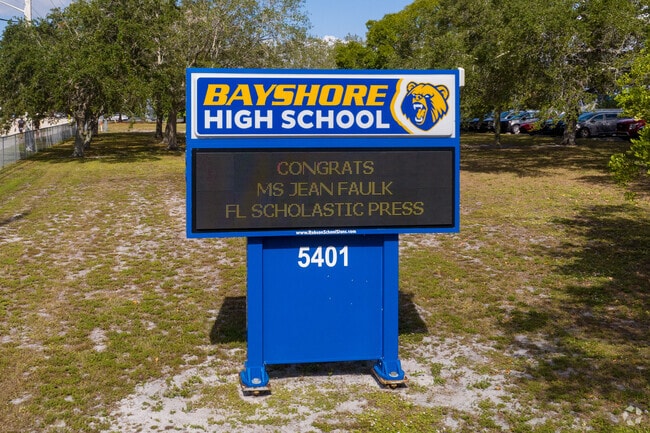 BAYSHORE
HIGH SCHOOL
CONGRATS
MS JEAN FAULK
FL SCHOLASTIC PRESS
5401